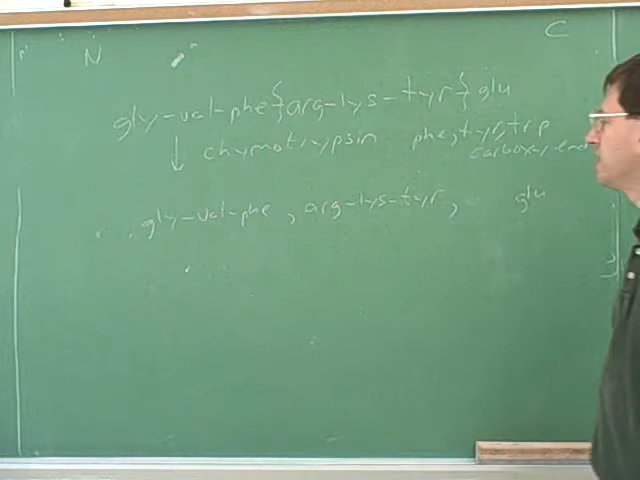 N C
gly-val-phe}arg-lys-tyr}glu
↓ chymotrypsin phe, tyr, trp
carboxy end
gly-val-phe, arg-lys-tyr, glu